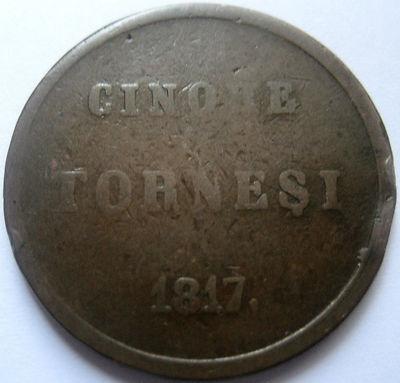 CINQUE
TORNESI
1817.